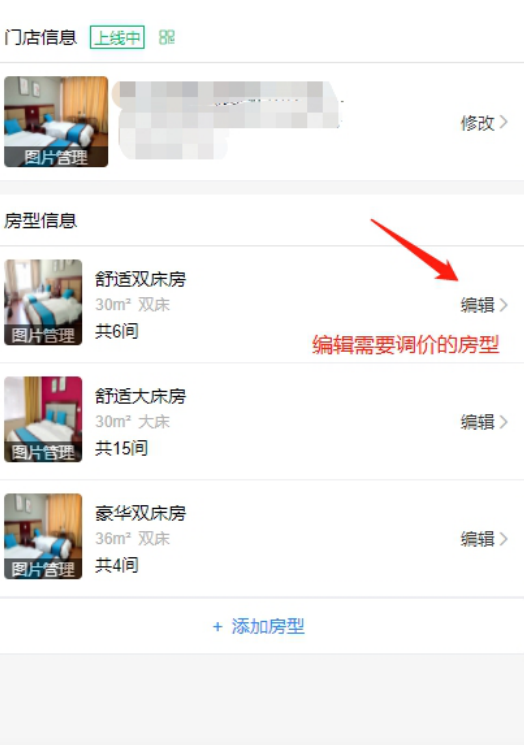 门店信息 上线中
图片管理
修改
房型信息
舒适双床房
30m² 双床
编辑
共6间
图片管理
编辑需要调价的房型
舒适大床房
30m² 大床
编辑
共15间
图片管理
豪华双床房
36m² 双床
编辑
共4间
图片管理
+ 添加房型